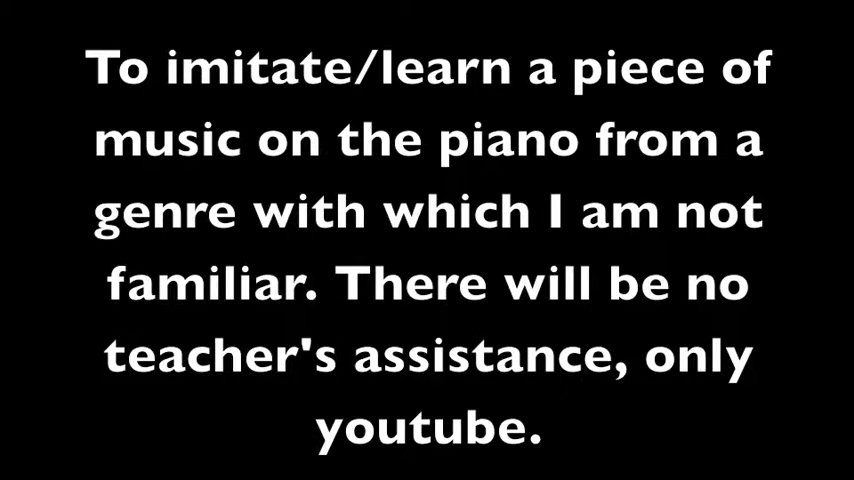 To imitate/learn a piece of
music on the piano from a
genre with which I am not
familiar. There will be no
teacher's assistance, only
youtube.